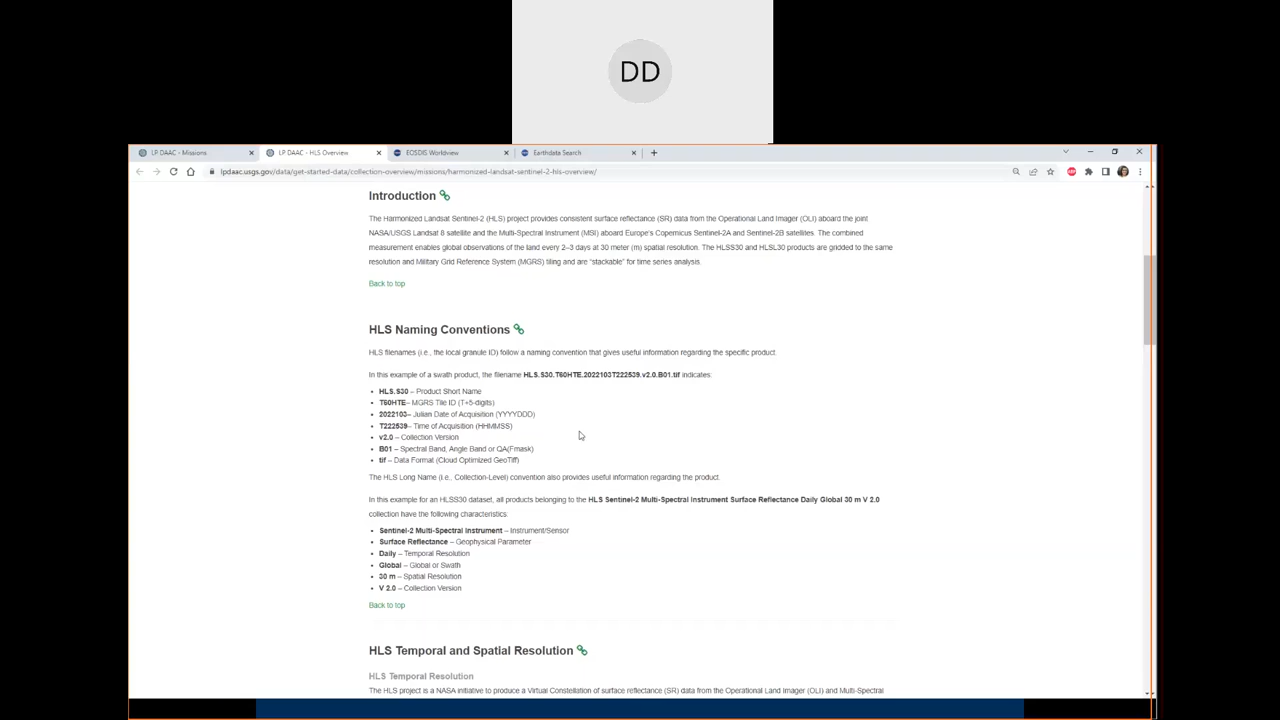 DD
LP DAAC - Missions
LP DAAC - HLS Overview
EOSDIS Worldview
Earthdata Search
lpdaac.usgs.gov/data/get-started-data/collection-overview/missions/harmonized-landsat-sentinel-2-hls-overview/
Introduction
The Harmonized Landsat Sentinel-2 (HLS) project provides consistent surface reflectance (SR) data from the Operational Land Imager (OLI) aboard the joint
NASA/USGS Landsat 8 satellite and the Multi-Spectral Instrument (MSI) aboard Europe's Copernicus Sentinel-2A and Sentinel-2B satellites. The combined
measurement enables global observations of the land every 2–3 days at 30 meter (m) spatial resolution. The HLSS30 and HLSL30 products are gridded to the same
resolution and Military Grid Reference System (MGRS) tiling and are "stackable" for time series analysis.
Back to top
HLS Naming Conventions
HLS filenames (i.e., the local granule ID) follow a naming convention that gives useful information regarding the specific product.
In this example of a swath product, the filename HLS.S30.T60HTE.2022103T222539.v2.0.B01.tif indicates:
• HLS.S30 – Product Short Name
• T60HTE– MGRS Tile ID (T+5-digits)
• 2022103– Julian Date of Acquisition (YYYYDDD)
• T222539– Time of Acquisition (HHMMSS)
• v2.0 – Collection Version
• B01 – Spectral Band, Angle Band or QA(Fmask)
• tif – Data Format (Cloud Optimized GeoTiff)
The HLS Long Name (i.e., Collection-Level) convention also provides useful information regarding the product.
In this example for an HLSS30 dataset, all products belonging to the HLS Sentinel-2 Multi-Spectral Instrument Surface Reflectance Daily Global 30 m V 2.0
collection have the following characteristics:
• Sentinel-2 Multi-Spectral Instrument – Instrument/Sensor
• Surface Reflectance – Geophysical Parameter
• Daily – Temporal Resolution
• Global – Global or Swath
• 30 m – Spatial Resolution
• V 2.0 – Collection Version
Back to top
HLS Temporal and Spatial Resolution
HLS Temporal Resolution
The HLS project is a NASA initiative to produce a Virtual Constellation of surface reflectance (SR) data from the Operational Land Imager (OLI) and Multi-Spectral